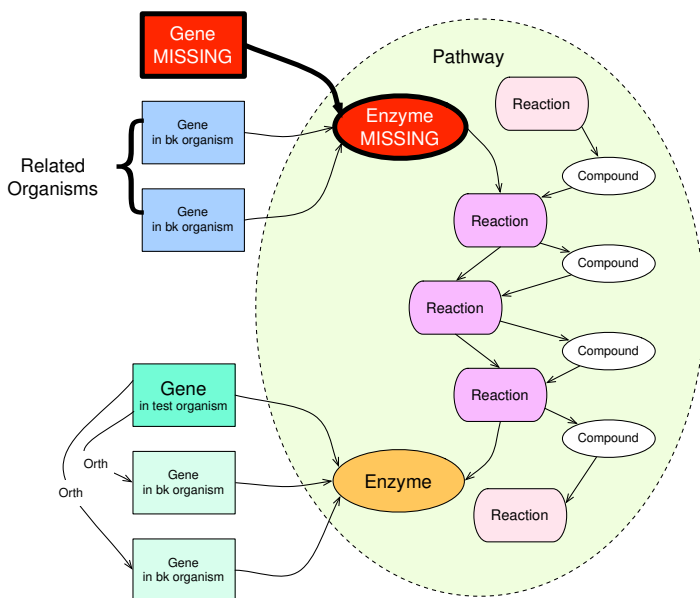 Gene
MISSING
Pathway
Enzyme
MISSING
Reaction
Gene
in bk organism
Related
Organisms
Compound
Gene
in bk organism
Reaction
Compound
Reaction
Compound
Gene
in test organism
Reaction
Compound
Orth
Gene
in bk organism
Enzyme
Orth
Reaction
Gene
in bk organism